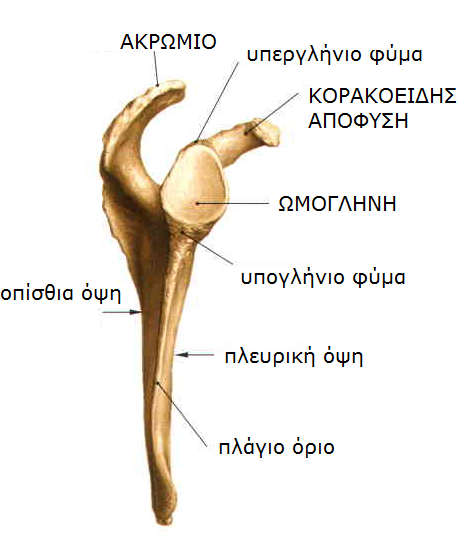 ΑΚΡΩΜΙΟ
υπεργλήνιο φύμα
ΚΟΡΑΚΟΕΙΔΗΣ
ΑΠΟΦΥΣΗ
ΩΜΟΓΛΗΝΗ
υπογλήνιο φύμα
οπίσθια όψη
πλευρική όψη
πλάγιο όριο